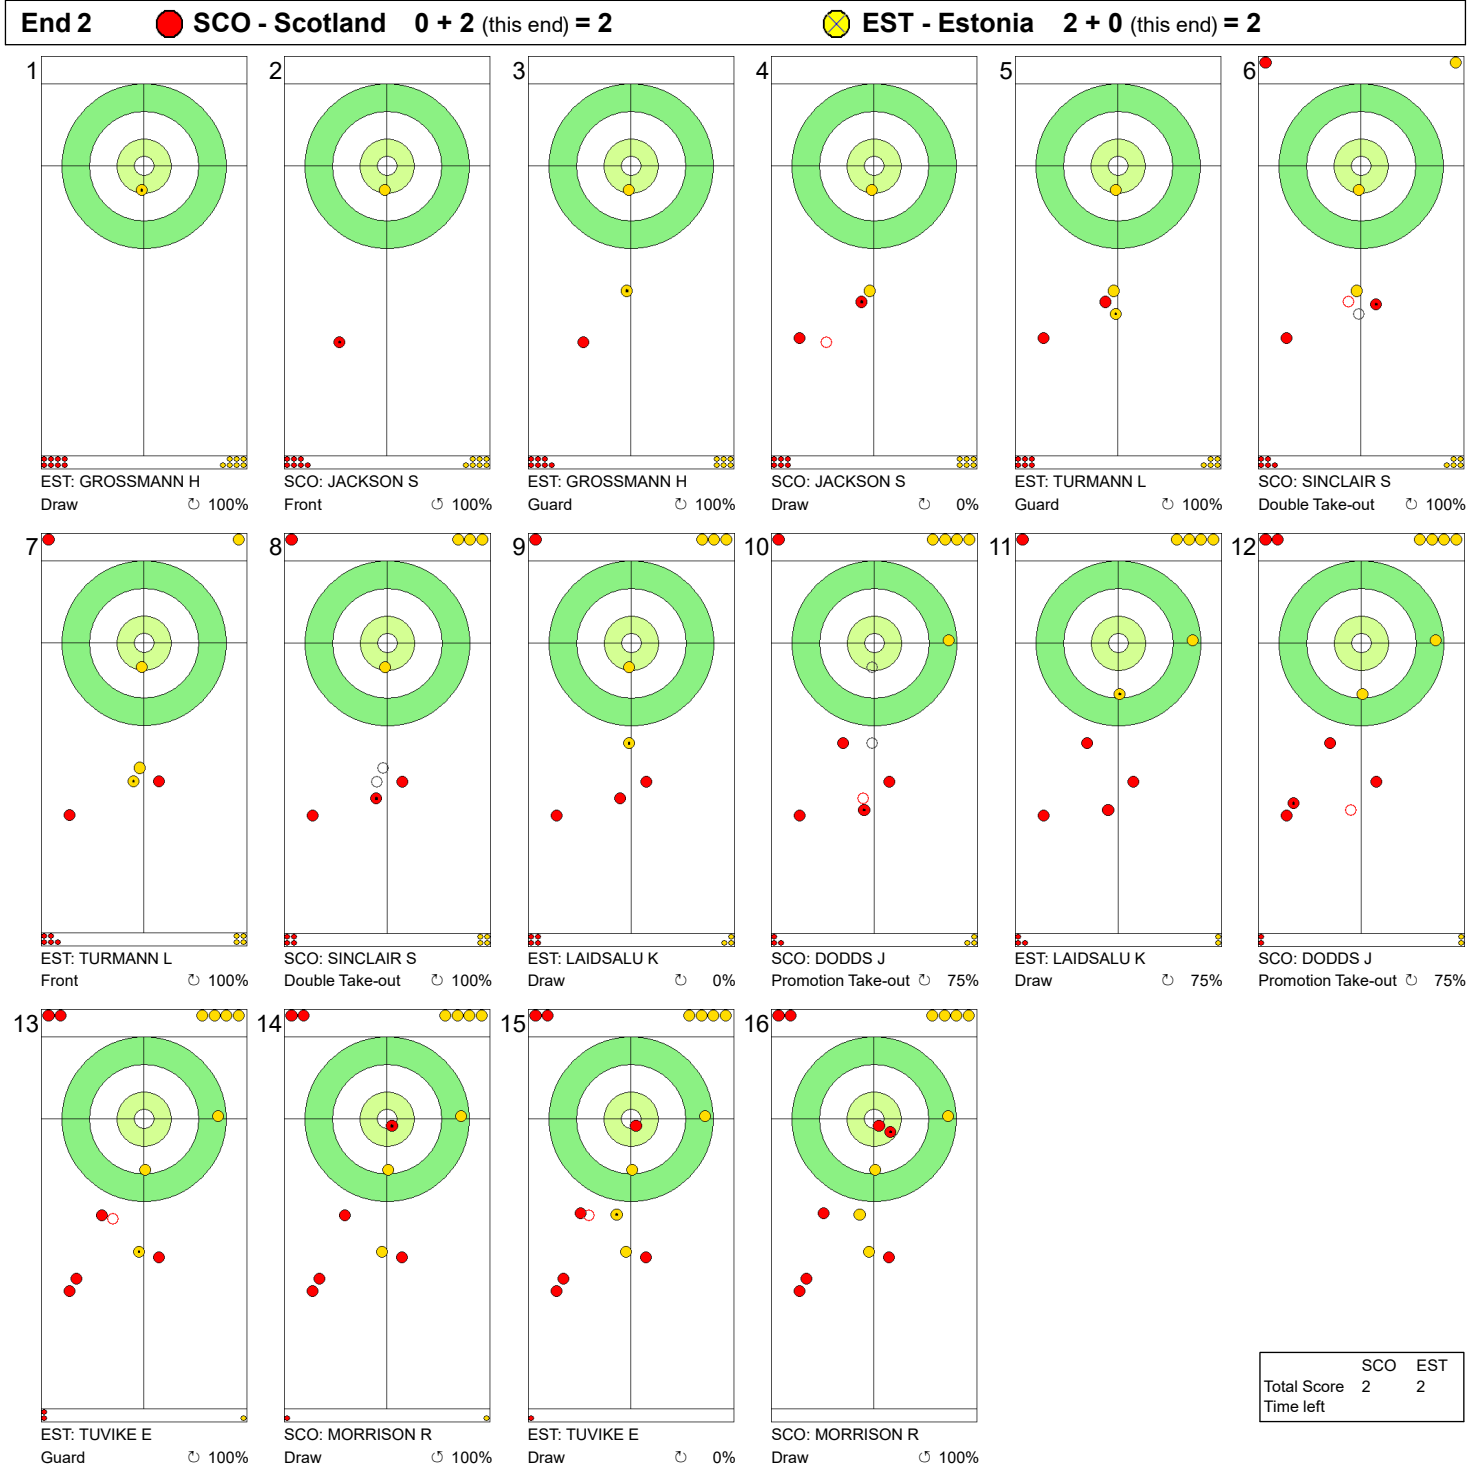 End 2 SCO - Scotland 0 + 2 (this end) = 2 EST - Estonia 2 + 0 (this end) = 2
1 2 3 4 5 6
EST: GROSSMANN H SCO: JACKSON S EST: GROSSMANN H SCO: JACKSON S EST: TURMANN L SCO: SINCLAIR S
Draw ↻ 100% Front ↺ 100% Guard ↻ 100% Draw ↻ 0% Guard ↻ 100% Double Take-out ↻ 100%
7 8 9 10 11 12
EST: TURMANN L SCO: SINCLAIR S EST: LAIDSALU K SCO: DODDS J EST: LAIDSALU K SCO: DODDS J
Front ↻ 100% Double Take-out ↻ 100% Draw ↻ 0% Promotion Take-out ↻ 75% Draw ↻ 75% Promotion Take-out ↻ 75%
13 14 15 16
EST: TUVIKE E SCO: MORRISON R EST: TUVIKE E SCO: MORRISON R
Guard ↻ 100% Draw ↺ 100% Draw ↻ 0% Draw ↺ 100%
SCO EST
Total Score 2 2
Time left